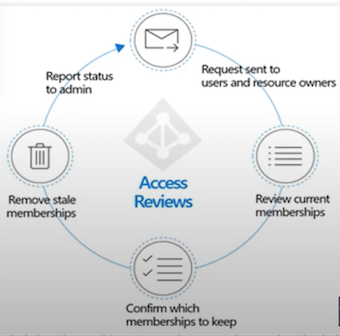 Report status
to admin
Request sent to
users and resource owners
Access
Reviews
Remove stale
memberships
Review current
memberships
Confirm which
memberships to keep